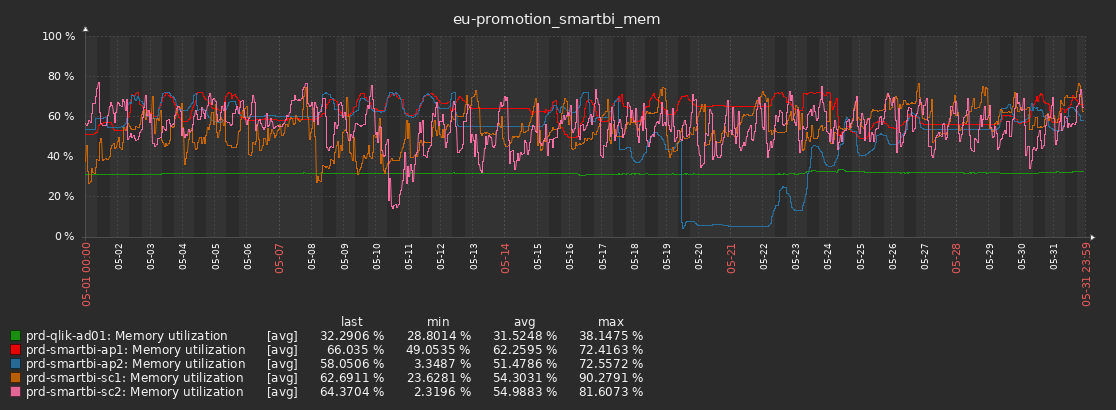 eu-promotion_smartbi_mem
100 %
80 %
60 %
40 %
20 %
0 %
05-01 00:00 05-02 05-03 05-04 05-05 05-06 05-07 05-08 05-09 05-10 05-11 05-12 05-13 05-14 05-15 05-16 05-17 05-18 05-19 05-20 05-21 05-22 05-23 05-24 05-25 05-26 05-27 05-28 05-29 05-30 05-31 05-31 23:59
last min avg max
prd-qlik-ad01: Memory utilization [avg] 32.2906 % 28.8014 % 31.5248 % 38.1475 %
prd-smartbi-ap1: Memory utilization [avg] 66.035 % 49.0535 % 62.2595 % 72.4163 %
prd-smartbi-ap2: Memory utilization [avg] 58.0506 % 3.3487 % 51.4786 % 72.5572 %
prd-smartbi-sc1: Memory utilization [avg] 62.6911 % 23.6281 % 54.3031 % 90.2791 %
prd-smartbi-sc2: Memory utilization [avg] 64.3704 % 2.3196 % 54.9883 % 81.6073 %